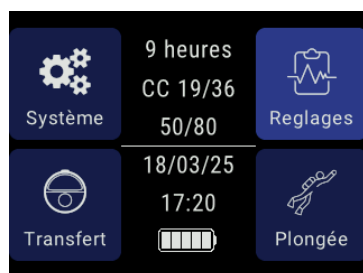 9 heures
CC 19/36
50/80
Système
Reglages
18/03/25
17:20
Transfert
Plongée